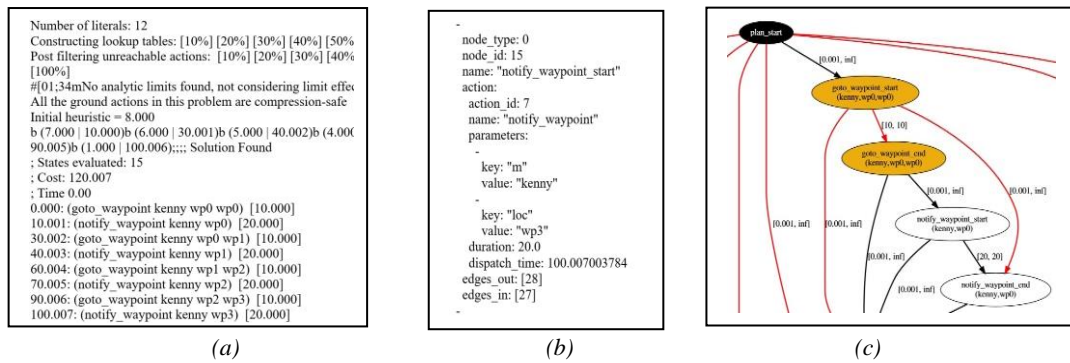 Number of literals: 12
Constructing lookup tables: [10%] [20%] [30%] [40%] [50%
Post filtering unreachable actions: [10%] [20%] [30%] [40%
[100%]
#[01;34mNo analytic limits found, not considering limit effec
All the ground actions in this problem are compression-safe
Initial heuristic = 8.000
b (7.000 | 10.000)b (6.000 | 30.001)b (5.000 | 40.002)b (4.000
90.005)b (1.000 | 100.006);;;; Solution Found
; States evaluated: 15
; Cost: 120.007
; Time 0.00
0.000: (goto_waypoint kenny wp0 wp0) [10.000]
10.001: (notify_waypoint kenny wp0) [20.000]
30.002: (goto_waypoint kenny wp0 wp1) [10.000]
40.003: (notify_waypoint kenny wp1) [20.000]
60.004: (goto_waypoint kenny wp1 wp2) [10.000]
70.005: (notify_waypoint kenny wp2) [20.000]
90.006: (goto_waypoint kenny wp2 wp3) [10.000]
100.007: (notify_waypoint kenny wp3) [20.000]
(a)
-
node_type: 0
node_id: 15
name: "notify_waypoint_start"
action:
action_id: 7
name: "notify_waypoint"
parameters:
-
key: "m"
value: "kenny"
-
key: "loc"
value: "wp3"
duration: 20.0
dispatch_time: 100.007003784
edges_out: [28]
edges_in: [27]
-
(b)
plan_start
[0.001, inf]
goto_waypoint_start
(kenny,wp0,wp0)
[10, 10]
goto_waypoint_end
(kenny,wp0,wp0)
[0.001, inf]
[0.001, inf]
[0.001, inf]
notify_waypoint_start
(kenny,wp0)
[0.001, inf]
[20, 20]
[0.001, inf]
notify_waypoint_end
(kenny,wp0)
(c)